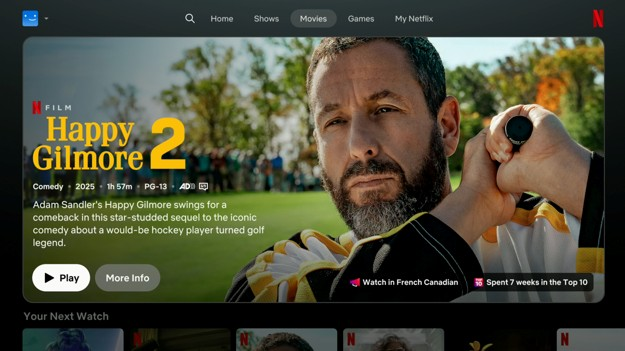 Home Shows Movies Games My Netflix
N
N FILM
Happy
Gilmore 2
Comedy • 2025 • 1h 57m • PG-13 • AD
Adam Sandler's Happy Gilmore swings for a
comeback in this star-studded sequel to the iconic
comedy about a would-be hockey player turned golf
legend.
Play More Info
Watch in French Canadian TOP 10 Spent 7 weeks in the Top 10
Your Next Watch
N N N